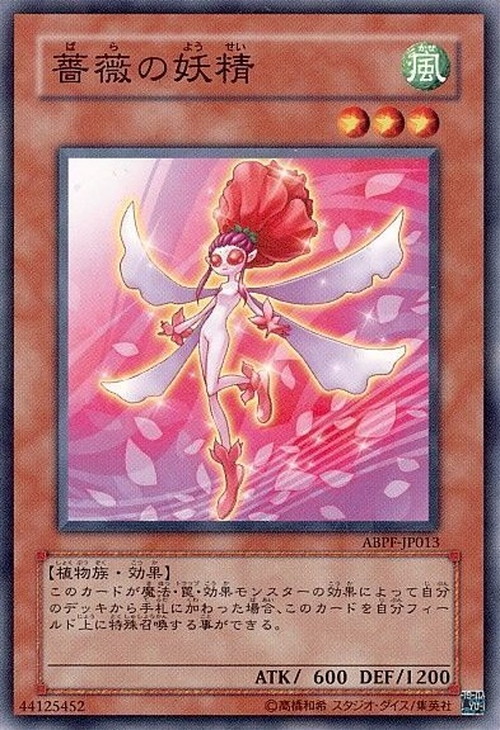 薔薇の妖精
風
ABPF-JP013
【植物族・効果】
このカードが魔法・罠・効果モンスターの効果によって自分
のデッキから手札に加わった場合、このカードを自分フィー
ルド上に特殊召喚する事ができる。
ATK/ 600 DEF/1200
44125452
©高橋和希 スタジオ・ダイス/集英社